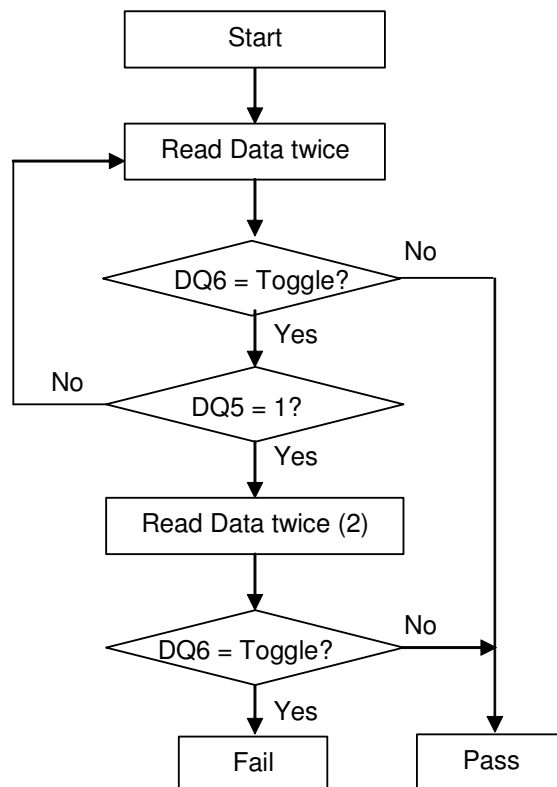 Start
Read Data twice
No
DQ6 = Toggle?
Yes
No
DQ5 = 1?
Yes
Read Data twice (2)
No
DQ6 = Toggle?
Yes
Fail
Pass